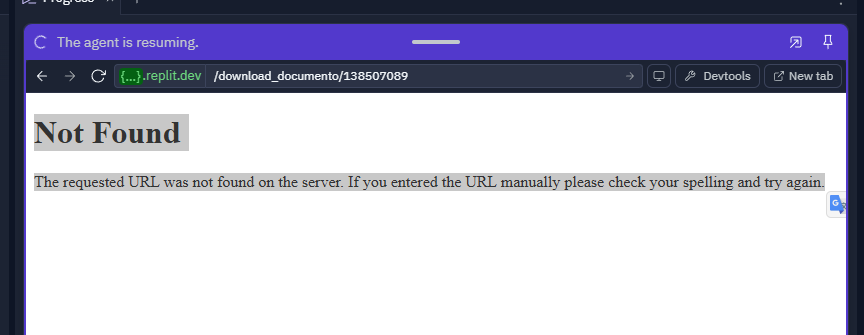 Progress
The agent is resuming.
{...}.replit.dev /download_documento/138507089 Devtools New tab
Not Found
The requested URL was not found on the server. If you entered the URL manually please check your spelling and try again.
G